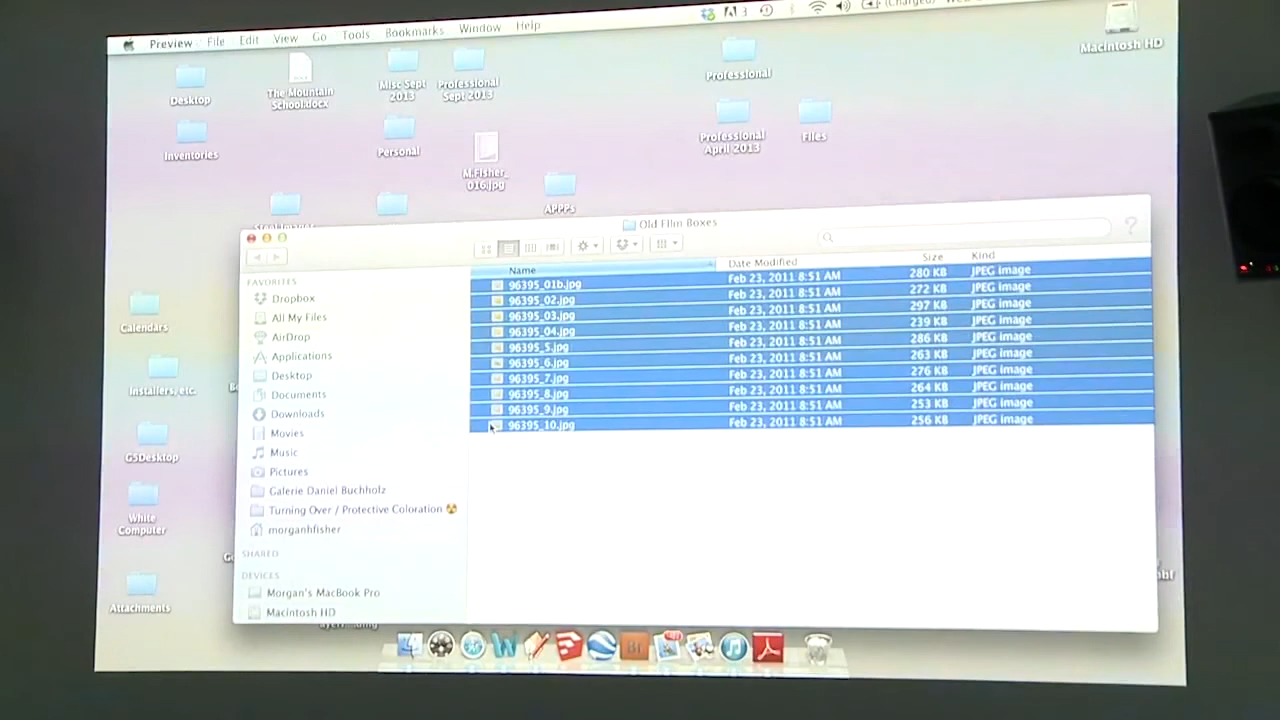 Preview File Edit View Go Tools Bookmarks Window Help
3
(Charged)
Macintosh HD
Desktop
The Mountain
School.docx
Misc Sept
2013
Professional
Sept 2013
Professional
Inventories
Personal
M.Fisher_
016.jpg
Professional
April 2013
Files
APPPs
Old Film Boxes
?
Calendars
Installers, etc.
G5Desktop
White
Computer
Attachments
FAVORITES
Dropbox
All My Files
AirDrop
Applications
Desktop
Documents
Downloads
Movies
Music
Pictures
Galerie Daniel Buchholz
Turning Over / Protective Coloration
morganhfisher
SHARED
DEVICES
Morgan's MacBook Pro
Macintosh HD
Name Date Modified Size Kind
96395_01b.jpg Feb 23, 2011 8:51 AM 280 KB JPEG image
96395_02.jpg Feb 23, 2011 8:51 AM 272 KB JPEG image
96395_03.jpg Feb 23, 2011 8:51 AM 297 KB JPEG image
96395_04.jpg Feb 23, 2011 8:51 AM 239 KB JPEG image
96395_5.jpg Feb 23, 2011 8:51 AM 286 KB JPEG image
96395_6.jpg Feb 23, 2011 8:51 AM 263 KB JPEG image
96395_7.jpg Feb 23, 2011 8:51 AM 276 KB JPEG image
96395_8.jpg Feb 23, 2011 8:51 AM 264 KB JPEG image
96395_9.jpg Feb 23, 2011 8:51 AM 253 KB JPEG image
96395_10.jpg Feb 23, 2011 8:51 AM 256 KB JPEG image
W
Br